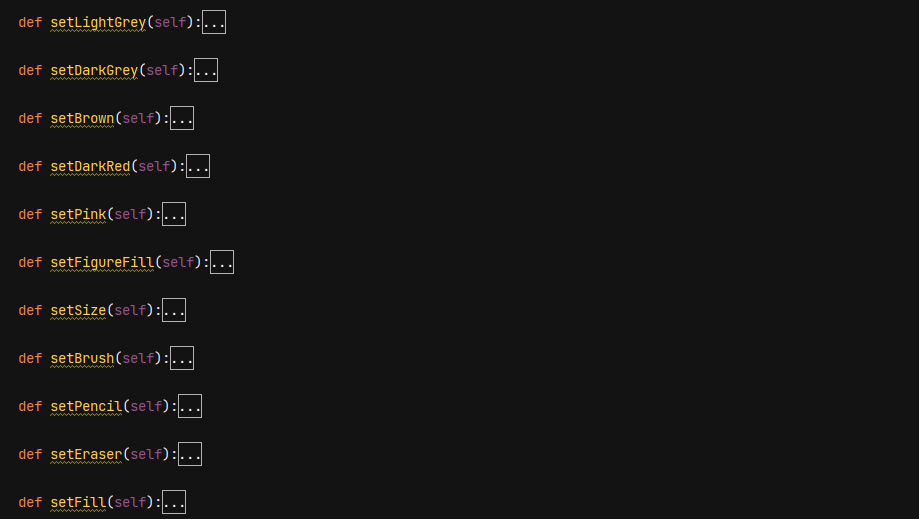 def setLightGrey(self):...
def setDarkGrey(self):...
def setBrown(self):...
def setDarkRed(self):...
def setPink(self):...
def setFigureFill(self):...
def setSize(self):...
def setBrush(self):...
def setPencil(self):...
def setEraser(self):...
def setFill(self):...